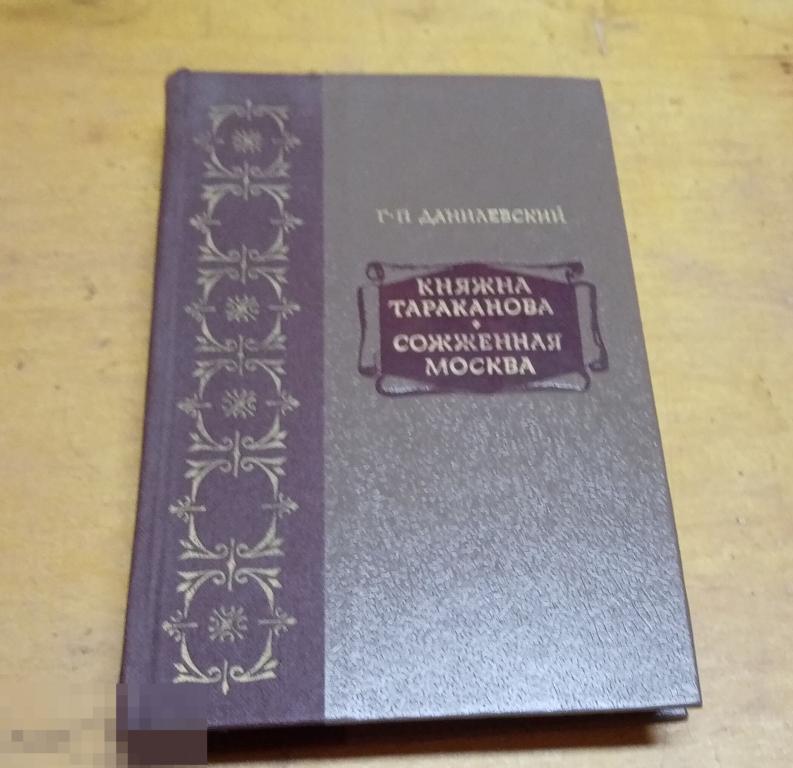 Г·П ДАНИЛЕВСКИЙ
КНЯЖНА
ТАРАКАНОВА
•
СОЖЖЕННАЯ
МОСКВА